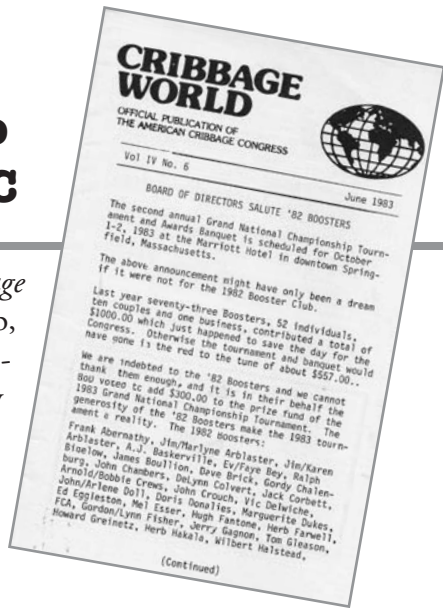 CRIBBAGE
WORLD
OFFICIAL PUBLICATION OF
THE AMERICAN CRIBBAGE CONGRESS
Vol IV No. 6
June 1983
BOARD OF DIRECTORS SALUTE '82 BOOSTERS
The second annual Grand National Championship Tourn-
ament and Awards Banquet is scheduled for October
1-2, 1983 at the Marriott Hotel in downtown Spring-
field, Massachusetts.
The above announcement might have only been a dream
if it were not for the 1982 Booster Club.
Last year seventy-three Boosters, 52 individuals,
ten couples and one business, contributed a total of
$1000.00 which just happened to save the day for the
Congress. Otherwise the tournament and banquet would
have gone in the red to the tune of about $557.00..
We are indebted to the '82 Boosters and we cannot
thank them enough, and it is in their behalf the
BOD voted to add $300.00 to the prize fund of the
1983 Grand National Championship Tournament. The
generosity of the '82 Boosters make the 1983 tourn-
ament a reality. The 1982 Boosters:
Frank Abernathy, Jim/Marlyne Arblaster, Jim/Karen
Arblaster, A.J. Baskerville, Ev/Faye Bey, Ralph
Bigelow, James Boullion, Dave Brick, Gordy Chalen-
burg, John Chambers, DeLynn Colvert, Jack Corbett,
Arnold/Bobbie Crews, John Crouch, Vic Delwiche,
John/Arlene Doll, Doris Donalies, Marguerite Dukes,
Ed Eggleston, Mel Esser, Hugh Fantone, Herb Farwell,
FCA, Gordon/Lynn Fisher, Jerry Gagnon, Tom Gleason,
Howard Greinetz, Herb Hakala, Wilbert Halstead,
(Continued)